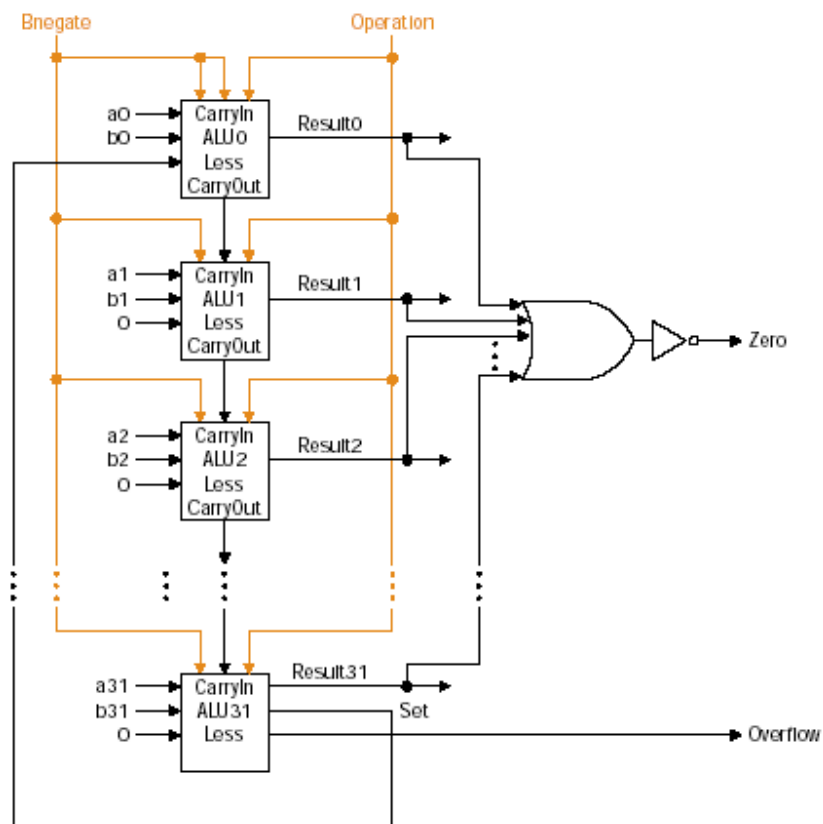 Bnegate
Operation
a0
b0
CarryIn
ALU0
Less
CarryOut
Result0
a1
b1
0
CarryIn
ALU1
Less
CarryOut
Result1
Zero
a2
b2
0
CarryIn
ALU2
Less
CarryOut
Result2
a31
b31
0
CarryIn
ALU31
Less
Result31
Set
Overflow